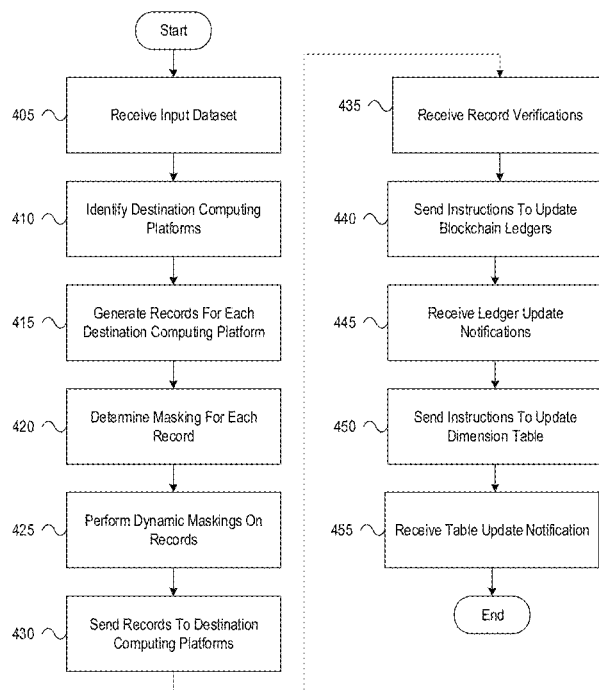 Start
405
Receive Input Dataset
410
Identify Destination Computing
Platforms
415
Generate Records For Each
Destination Computing Platform
420
Determine Masking For Each
Record
425
Perform Dynamic Maskings On
Records
430
Send Records To Destination
Computing Platforms
435
Receive Record Verifications
440
Send Instructions To Update
Blockchain Ledgers
445
Receive Ledger Update
Notifications
450
Send Instructions To Update
Dimension Table
455
Receive Table Update Notification
End